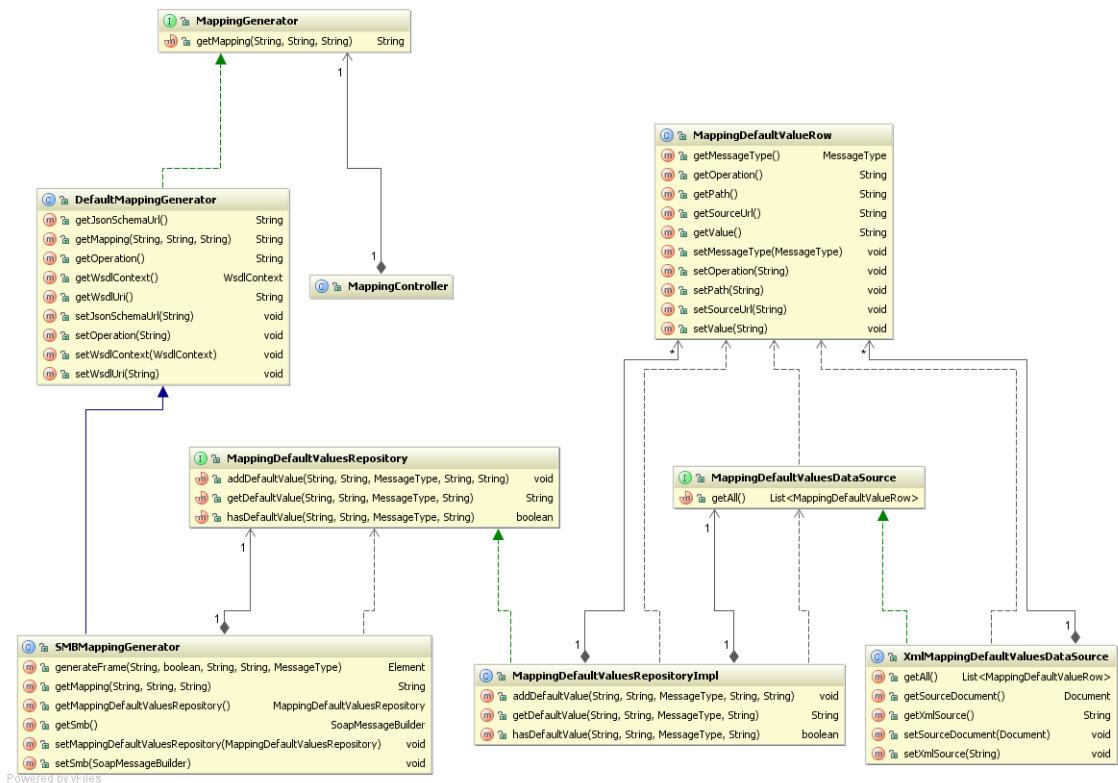 MappingGenerator
getMapping(String, String, String) String
1
MappingDefaultValueRow
getMessageType() MessageType
getOperation() String
getPath() String
getSourceUrl() String
getValue() String
setMessageType(MessageType) void
setOperation(String) void
setPath(String) void
setSourceUrl(String) void
setValue(String) void
DefaultMappingGenerator
getJsonSchemaUrl() String
getMapping(String, String, String) String
getOperation() String
getWsdlContext() WsdlContext
getWsdlUri() String
setJsonSchemaUrl(String) void
setOperation(String) void
setWsdlContext(WsdlContext) void
setWsdlUri(String) void
1
MappingController
*
*
MappingDefaultValuesRepository
addDefaultValue(String, String, MessageType, String, String) void
getDefaultValue(String, String, MessageType, String) String
hasDefaultValue(String, String, MessageType, String) boolean
MappingDefaultValuesDataSource
getAll() List<MappingDefaultValueRow>
1
1
1
1
1
1
SMBMappingGenerator
generateFrame(String, boolean, String, String, MessageType) Element
getMapping(String, String, String) String
getMappingDefaultValuesRepository() MappingDefaultValuesRepository
getSmb() SoapMessageBuilder
setMappingDefaultValuesRepository(MappingDefaultValuesRepository) void
setSmb(SoapMessageBuilder) void
MappingDefaultValuesRepositoryImpl
addDefaultValue(String, String, MessageType, String, String) void
getDefaultValue(String, String, MessageType, String) String
hasDefaultValue(String, String, MessageType, String) boolean
XmlMappingDefaultValuesDataSource
getAll() List<MappingDefaultValueRow>
getSourceDocument() Document
getXmlSource() String
setSourceDocument(Document) void
setXmlSource(String) void
Powered by yFiles